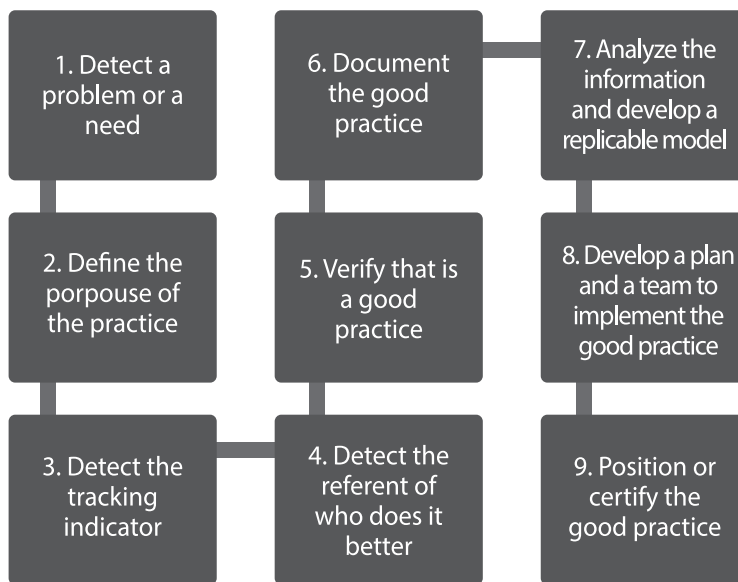 1. Detect a
problem or a
need
2. Define the
porpouse of
the practice
3. Detect the
tracking
indicator
4. Detect the
referent of
who does it
better
5. Verify that is
a good
practice
6. Document
the good
practice
7. Analyze the
information
and develop a
replicable model
8. Develop a plan
and a team to
implement the
good practice
9. Position or
certify the
good practice